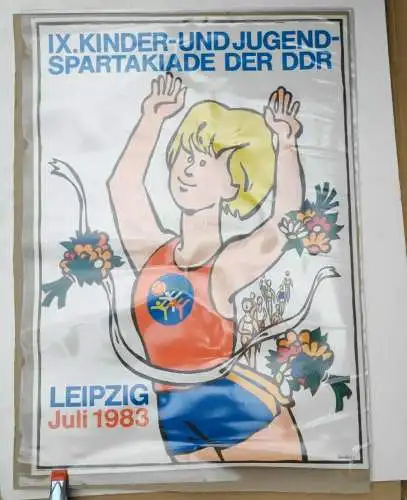 IX.KINDER-UND JUGEND-
SPARTAKIADE DER DDR
LEIPZIG
Juli 1983